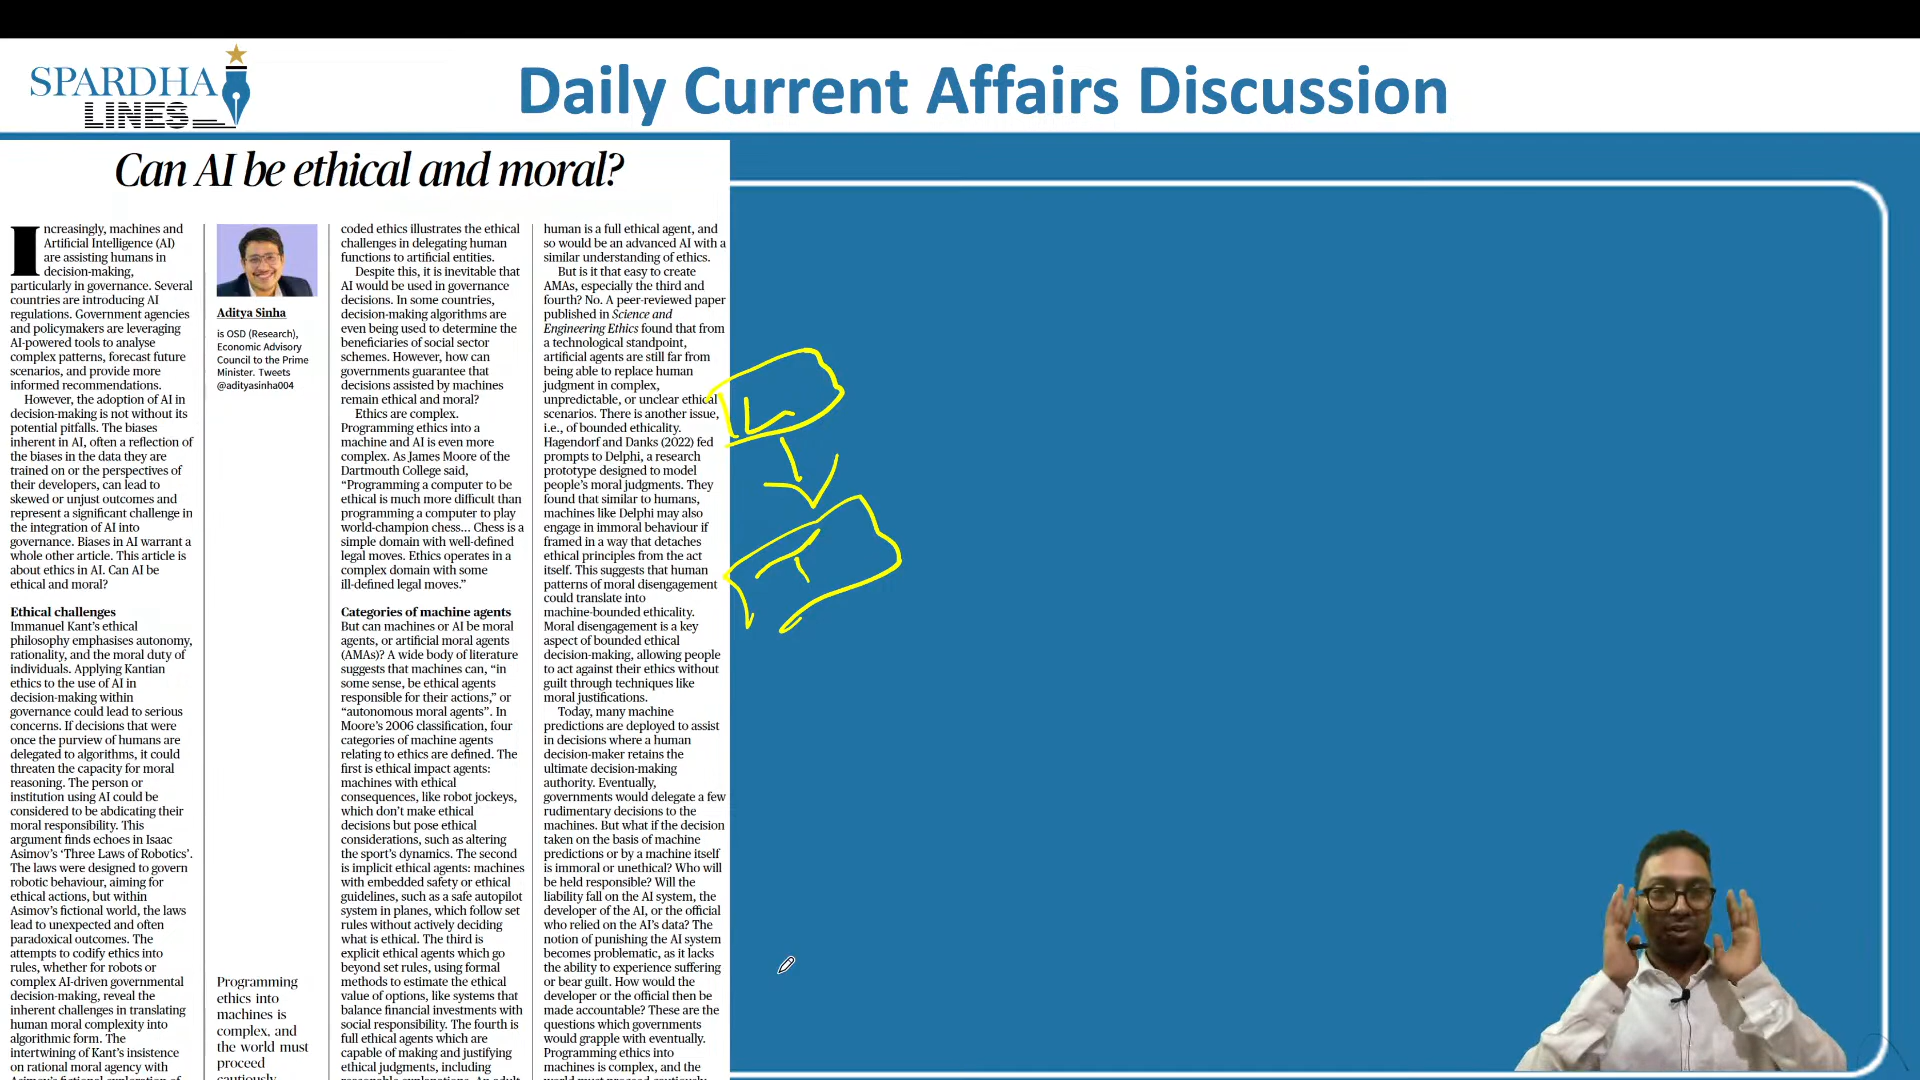 SPARDHA
LINES
Daily Current Affairs Discussion
Can AI be ethical and moral?
Increasingly, machines and
Artificial Intelligence (AI)
are assisting humans in
decision-making,
particularly in governance. Several
countries are introducing AI
regulations. Government agencies
and policymakers are leveraging
AI-powered tools to analyse
complex patterns, forecast future
scenarios, and provide more
informed recommendations.
However, the adoption of AI in
decision-making is not without its
potential pitfalls. The biases
inherent in AI, often a reflection of
the biases in the data they are
trained on or the perspectives of
their developers, can lead to
skewed or unjust outcomes and
represent a significant challenge in
the integration of AI into
governance. Biases in AI warrant a
whole other article. This article is
about ethics in AI. Can AI be
ethical and moral?
Ethical challenges
Immanuel Kant’s ethical
philosophy emphasises autonomy,
rationality, and the moral duty of
individuals. Applying Kantian
ethics to the use of AI in
decision-making within
governance could lead to serious
concerns. If decisions that were
once the purview of humans are
delegated to algorithms, it could
threaten the capacity for moral
reasoning. The person or
institution using AI could be
considered to be abdicating their
moral responsibility. This
argument finds echoes in Isaac
Asimov’s ‘Three Laws of Robotics’.
The laws were designed to govern
robotic behaviour, aiming for
ethical actions, but within
Asimov’s fictional world, the laws
lead to unexpected and often
paradoxical outcomes. The
attempts to codify ethics into
rules, whether for robots or
complex AI-driven governmental
decision-making, reveal the
inherent challenges in translating
human moral complexity into
algorithmic form. The
intertwining of Kant’s insistence
on rational moral agency with
Asimov’s fictional exploration of
Aditya Sinha
is OSD (Research),
Economic Advisory
Council to the Prime
Minister. Tweets
@adityasinha004
Programming
ethics into
machines is
complex, and
the world must
proceed
cautiously
coded ethics illustrates the ethical
challenges in delegating human
functions to artificial entities.
Despite this, it is inevitable that
AI would be used in governance
decisions. In some countries,
decision-making algorithms are
even being used to determine the
beneficiaries of social sector
schemes. However, how can
governments guarantee that
decisions assisted by machines
remain ethical and moral?
Ethics are complex.
Programming ethics into a
machine and AI is even more
complex. As James Moore of the
Dartmouth College said,
“Programming a computer to be
ethical is much more difficult than
programming a computer to play
world-champion chess... Chess is a
simple domain with well-defined
legal moves. Ethics operates in a
complex domain with some
ill-defined legal moves.”
Categories of machine agents
But can machines or AI be moral
agents, or artificial moral agents
(AMAs)? A wide body of literature
suggests that machines can, “in
some sense, be ethical agents
responsible for their actions,” or
“autonomous moral agents”. In
Moore’s 2006 classification, four
categories of machine agents
relating to ethics are defined. The
first is ethical impact agents:
machines with ethical
consequences, like robot jockeys,
which don’t make ethical
decisions but pose ethical
considerations, such as altering
the sport’s dynamics. The second
is implicit ethical agents: machines
with embedded safety or ethical
guidelines, such as a safe autopilot
system in planes, which follow set
rules without actively deciding
what is ethical. The third is
explicit ethical agents which go
beyond set rules, using formal
methods to estimate the ethical
value of options, like systems that
balance financial investments with
social responsibility. The fourth is
full ethical agents which are
capable of making and justifying
ethical judgments, including
reasonable explanations. An adult
human is a full ethical agent, and
so would be an advanced AI with a
similar understanding of ethics.
But is it that easy to create
AMAs, especially the third and
fourth? No. A peer-reviewed paper
published in Science and
Engineering Ethics found that from
a technological standpoint,
artificial agents are still far from
being able to replace human
judgment in complex,
unpredictable, or unclear ethical
scenarios. There is another issue,
i.e., of bounded ethicality.
Hagendorf and Danks (2022) fed
prompts to Delphi, a research
prototype designed to model
people’s moral judgments. They
found that similar to humans,
machines like Delphi may also
engage in immoral behaviour if
framed in a way that detaches
ethical principles from the act
itself. This suggests that human
patterns of moral disengagement
could translate into
machine-bounded ethicality.
Moral disengagement is a key
aspect of bounded ethical
decision-making, allowing people
to act against their ethics without
guilt through techniques like
moral justifications.
Today, many machine
predictions are deployed to assist
in decisions where a human
decision-maker retains the
ultimate decision-making
authority. Eventually,
governments would delegate a few
rudimentary decisions to the
machines. But what if the decision
taken on the basis of machine
predictions or by a machine itself
is immoral or unethical? Who will
be held responsible? Will the
liability fall on the AI system, the
developer of the AI, or the official
who relied on the AI’s data? The
notion of punishing the AI system
becomes problematic, as it lacks
the ability to experience suffering
or bear guilt. How would the
developer or the official then be
made accountable? These are the
questions which governments
would grapple with eventually.
Programming ethics into
machines is complex, and the
world must proceed cautiously